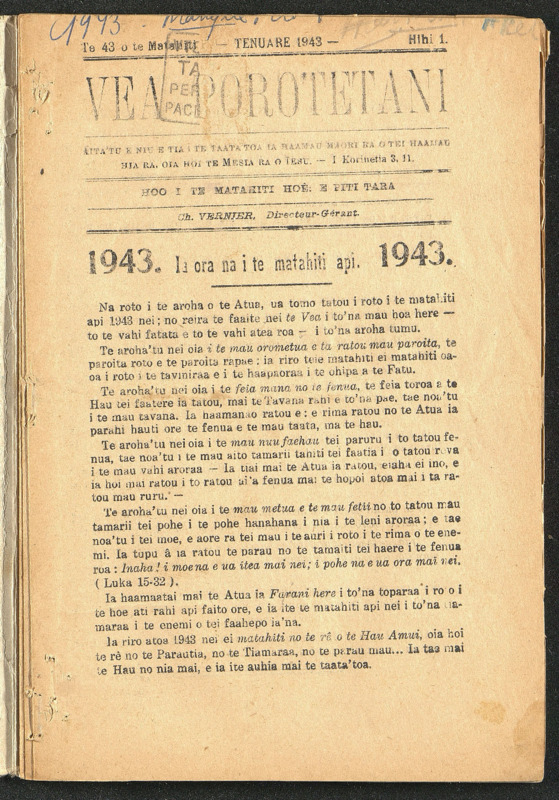 1943
Te 43 o te Matahiti — TENUARE 1943 — Hihi 1.
VEA POROTETANI
TA
PER
PACI
AITA'TU E NIU E TIA I TE TAATA TOA IA HAAMAU MAORI RA O TEI HAAMAU
HIA RA, OIA HOI TE MESIA RA O IESU. — I Korinetia 3. 11.
HOO I TE MATAHITI HOÊ: E PITI TARA
Ch. VERNIER, Directeur-Gérant.
1943. Ia ora na i te matahiti api. 1943.
Na roto i te aroha o te Atua, ua tomo tatou i roto i te matahiti
api 1943 nei; no reira te faaite nei te Vea i to'na mau hoa here —
to te vahi fatata e to te vahi atea roa — i to'na aroha tumu.
Te aroha'tu nei oia i te mau orometua e ta ratou mau paroita, te
paroita roto e te paroita rapae; ia riro teie matahiti ei matahiti oa-
oa i roto i te taviniraa e i te haapaoraa i te ohipa a te Fatu.
Te aroha'tu nei oia i te feia mana no te fenua, te feia toroa a te
Hau tei faatere ia tatou, mai te Tavana rahi e to'na pae, tae noa'tu
i te mau tavana. Ia haamanao ratou e: e rima ratou no te Atua ia
parahi hauti ore te fenua e te mau taata, ma te hau.
Te aroha'tu nei oia i te mau nuu faehau tei paruru i to tatou fe-
nua, tae noa'tu i te mau aito tamarii taniti tei faatia i o tatou reva
i te mau vahi aroraa — Ia tiai mai te Atua ia ratou, eiaha ei ino, e
ia hoi mai ratou i to ratou ai'a fenua mai te hopoi atoa mai i ta ra-
tou mau ruru. —
Te aroha'tu nei oia i te mau metua e te mau fetii no to tatou mau
tamarii tei pohe i te pohe hanahana i nia i te
noa'tu i tei moe, e aore ra tei mau i te auri i roto i te rima o te ene-
mi. Ia tupu â ia ratou te parau no te tamaiti tei haere i te fenua
roa: Inaha! i moe na e ua itea mai nei; i pohe na e ua ora mai nei.
( Luka 15-32 ).
Ia haamaatai mai te Atua ia Farani here i to'na toparaa i roto i
te hoe ati rahi api faito ore, e ia ite te matahiti api nei i to'na
maraa i te enemi o tei faahepo ia'na.
Ia riro atoa 1943 nei ei matahiti no te rê o te Hau Amui, oia hoi
te rê no te Parautia, no te Tiamaraa, no te parau mau... Ia tae mai
te Hau no nia mai, e ia ite auhia mai te taata'toa.